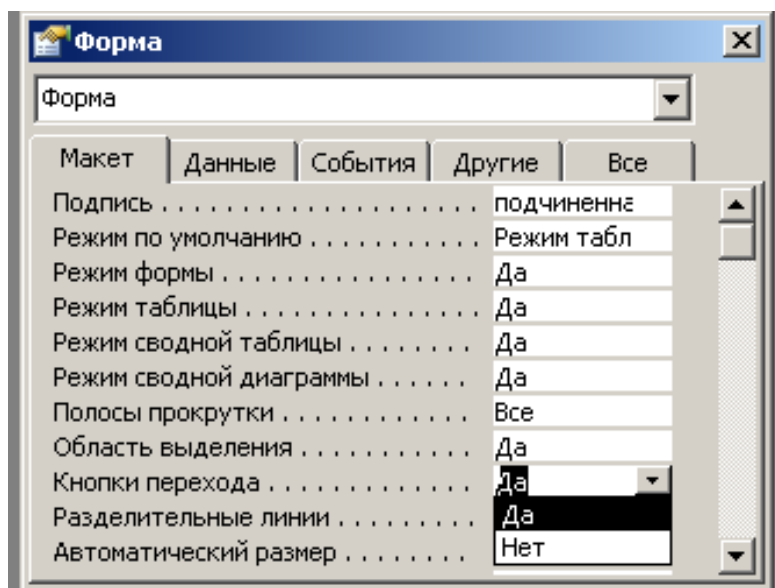 Форма
Форма
Макет Данные События Другие Все
Подпись . . . . . . . . . . . . . . . . . . . . подчиненна
Режим по умолчанию . . . . . . . . . . . Режим табл
Режим формы . . . . . . . . . . . . . . . . Да
Режим таблицы . . . . . . . . . . . . . . . Да
Режим сводной таблицы . . . . . . . . Да
Режим сводной диаграммы . . . . . . Да
Полосы прокрутки . . . . . . . . . . . . Все
Область выделения . . . . . . . . . . . Да
Кнопки перехода . . . . . . . . . . . . . Да
Разделительные линии . . . . . . . . . Да
Автоматический размер . . . . . . . . Нет